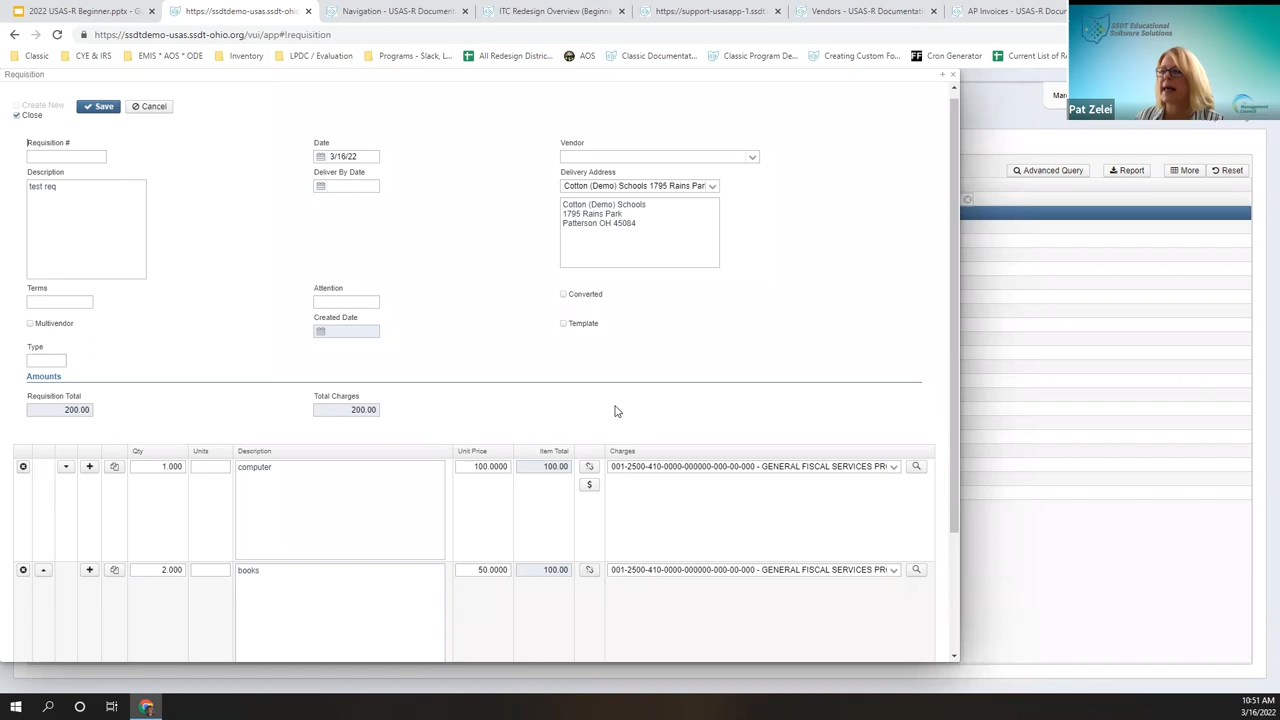 2022 USAS-R Beginner.pptx - G
https://ssdtdemo-usas.ssdt-ohio
Navigation - USAS-R Documenta
ITC Redesign Overview (Beginne
https://support-usasapp-1.ssdt
Vendors - USAS-R Documentati
AP Invoices - USAS-R Docu
https://ssdtdemo-usas.ssdt-ohio.org/vui/app#!requisition
Classic
CYE & IRS
EMIS * AOS * ODE
Inventory
LPDC / Evaluation
Programs - Slack, L...
All Redesign Distric...
AOS
Classic Documentat...
Classic Program De...
Creating Custom Fo...
Cron Generator
Current List of R
SSDT Educational
Software Solutions
Management
Council
Pat Zelei
Requisition
Create New
Close
Save
Cancel
Requisition #
Date
Vendor
3/16/22
Description
Deliver By Date
Delivery Address
test req
Cotton (Demo) Schools 1795 Rains Par
Cotton (Demo) Schools
1795 Rains Park
Patterson OH 45084
Terms
Attention
Converted
Multivendor
Created Date
Template
Type
Amounts
Requisition Total
Total Charges
200.00
200.00
Qty
Units
Description
Unit Price
Item Total
Charges
1.000
computer
100.0000
100.00
001-2500-410-0000-000000-000-00-000 - GENERAL FISCAL SERVICES PR
$
2.000
books
50.0000
100.00
001-2500-410-0000-000000-000-00-000 - GENERAL FISCAL SERVICES PR
Advanced Query
Report
More
Reset
10:51 AM
3/16/2022